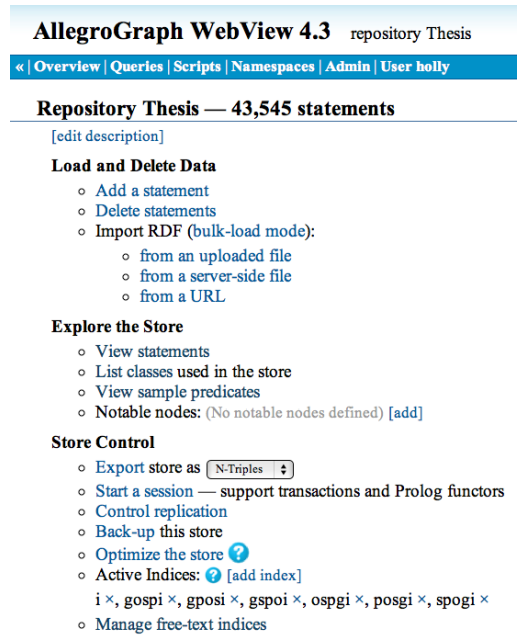 AllegroGraph WebView 4.3 repository Thesis
« | Overview | Queries | Scripts | Namespaces | Admin | User holly
Repository Thesis — 43,545 statements
[edit description]
Load and Delete Data
Add a statement
Delete statements
Import RDF (bulk-load mode):
from an uploaded file
from a server-side file
from a URL
Explore the Store
View statements
List classes used in the store
View sample predicates
Notable nodes: (No notable nodes defined) [add]
Store Control
Export store as N-Triples
Start a session — support transactions and Prolog functors
Control replication
Back-up this store
Optimize the store ?
Active Indices: ? [add index]
i ×, gospi ×, gposi ×, gspoi ×, ospgi ×, posgi ×, spogi ×
Manage free-text indices